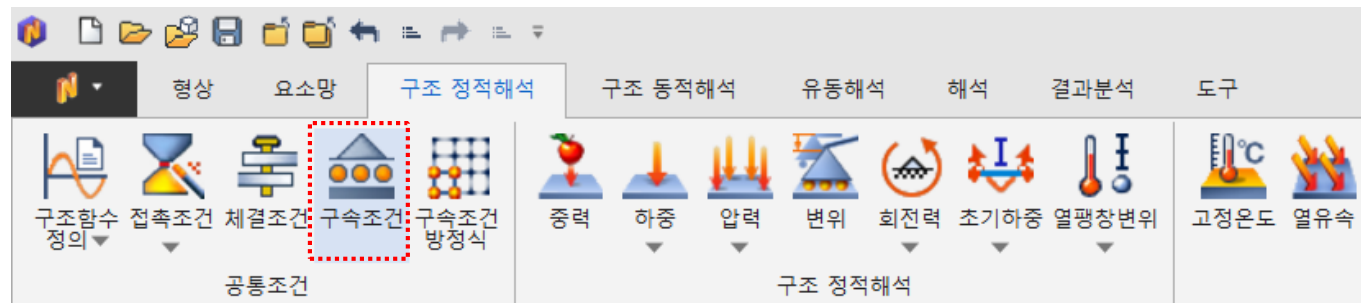 형상 요소망 구조 정적해석 구조 동적해석 유동해석 해석 결과분석 도구
구조함수 정의
접촉조건
체결조건
구속조건
구속조건 방정식
중력
하중
압력
변위
회전력
초기하중
열팽창변위
고정온도
열유속
공통조건
구조 정적해석